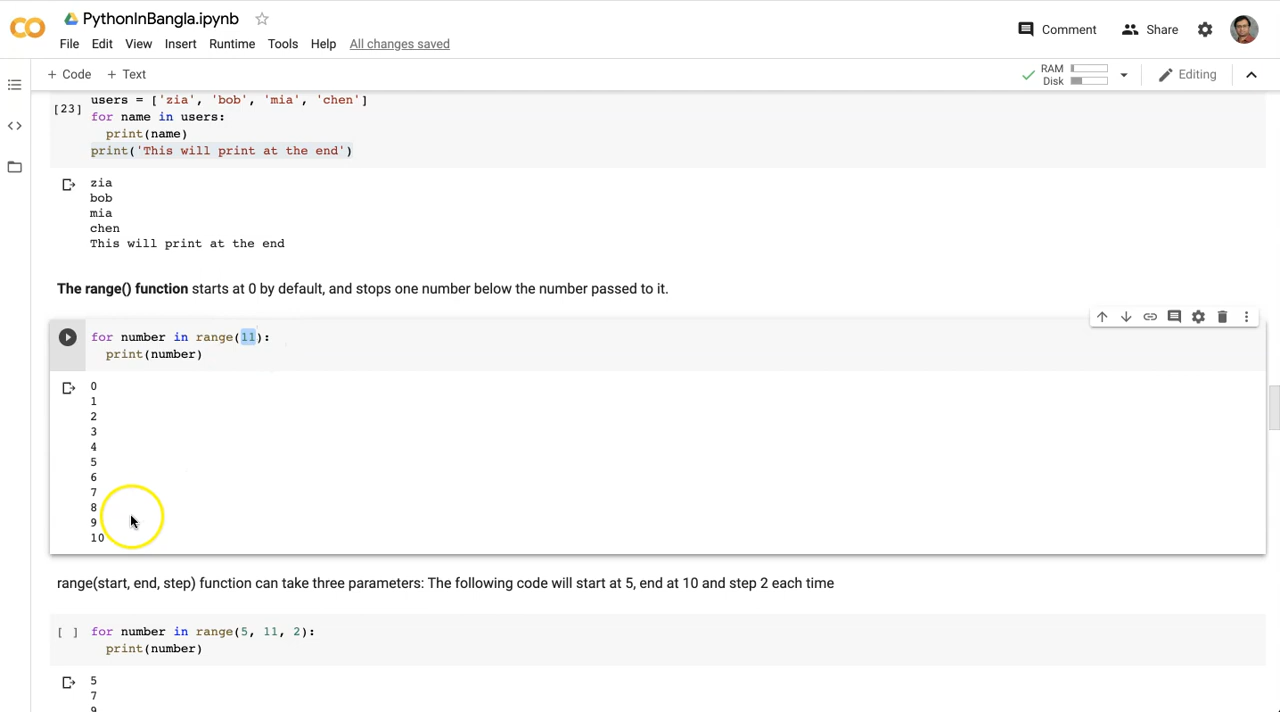 PythonInBangla.ipynb
Comment
Share
File Edit View Insert Runtime Tools Help All changes saved
+ Code + Text
RAM
Disk
Editing
users = ['zia', 'bob', 'mia', 'chen']
[23]
for name in users:
print(name)
print('This will print at the end')
zia
bob
mia
chen
This will print at the end
The range() function starts at 0 by default, and stops one number below the number passed to it.
for number in range(11):
print(number)
0
1
2
3
4
5
6
7
8
9
10
range(start, end, step) function can take three parameters: The following code will start at 5, end at 10 and step 2 each time
[ ] for number in range(5, 11, 2):
print(number)
5
7
9